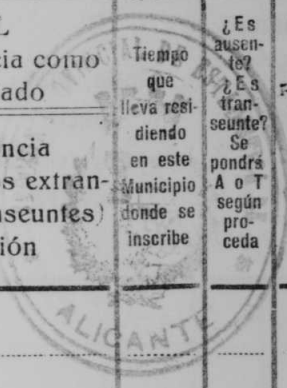 L
cia como
ado
ncia
s extran-
nseuntes)
ión
Tiempo
que
lleva resi-
diendo
en este
Municipio
donde se
inscribe
¿Es
ausen-
te?
¿Es
tran-
seunte?
Se
pondrá
A o T
según
pro-
ceda
ALICANTE